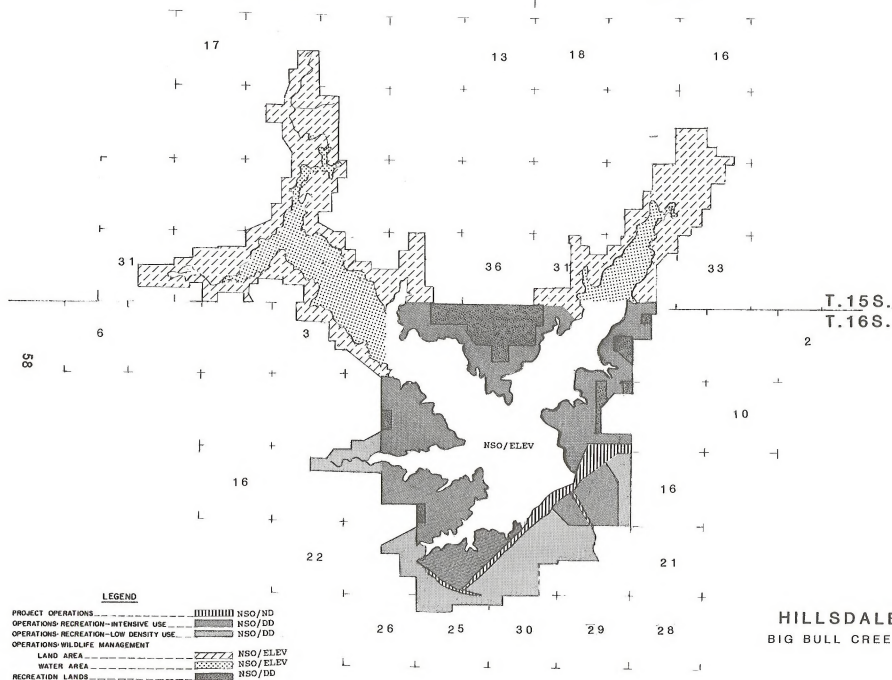 17
13 18 16
31 36 31 33
T.15S.
T.16S.
6 3 2
58
10
NSO/ELEV
16 16
22 21
26 25 30 29 28
LEGEND
PROJECT OPERATIONS NSO/ND
OPERATIONS: RECREATION-INTENSIVE USE NSO/DD
OPERATIONS: RECREATION-LOW DENSITY USE NSO/DD
OPERATIONS: WILDLIFE MANAGEMENT
LAND AREA NSO/ELEV
WATER AREA NSO/ELEV
RECREATION LANDS NSO/DD
HILLSDALE
BIG BULL CREE